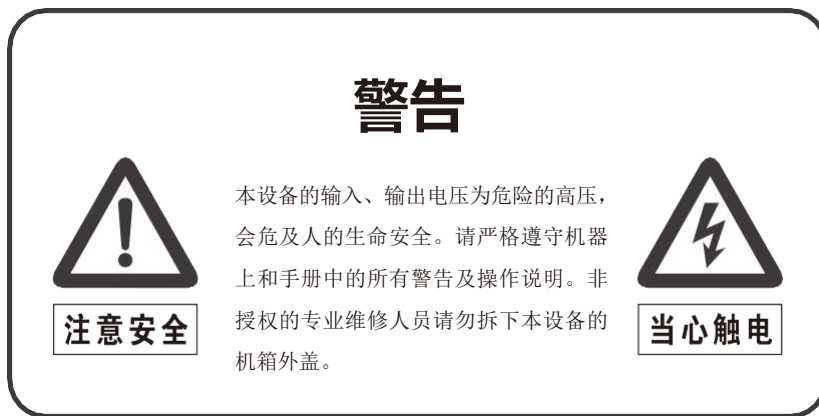 警告
本设备的输入、输出电压为危险的高压，
会危及人的生命安全。请严格遵守机器
上和手册中的所有警告及操作说明。非
授权的专业维修人员请勿拆下本设备的
机箱外盖。
注意安全
当心触电